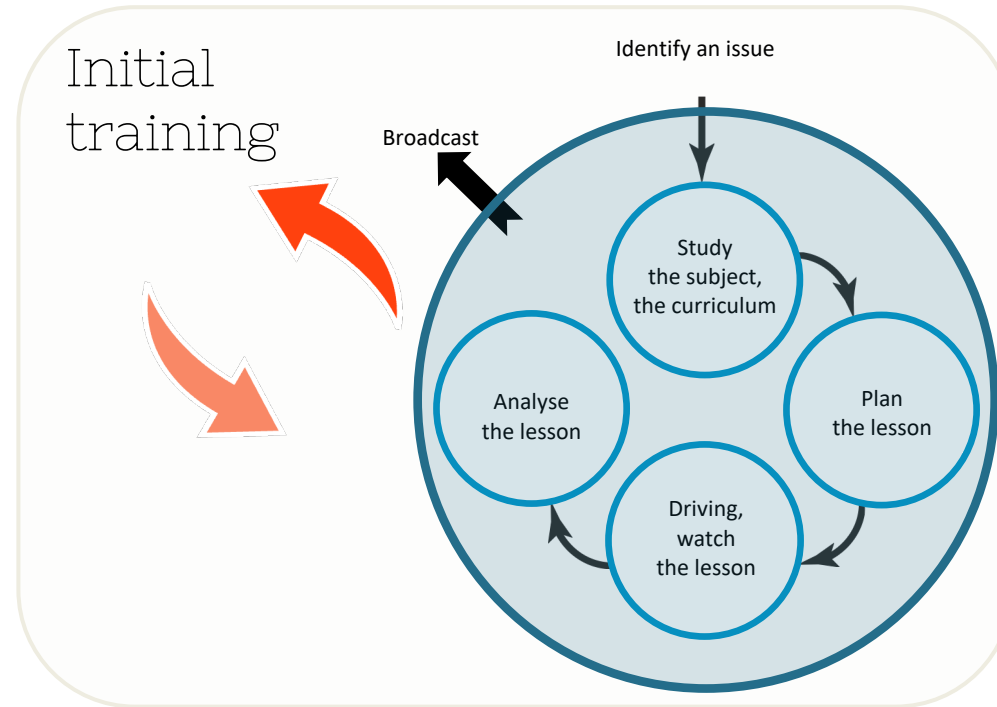 Initial
training
Identify an issue
Broadcast
Study
the subject,
the curriculum
Plan
the lesson
Driving,
watch
the lesson
Analyse
the lesson